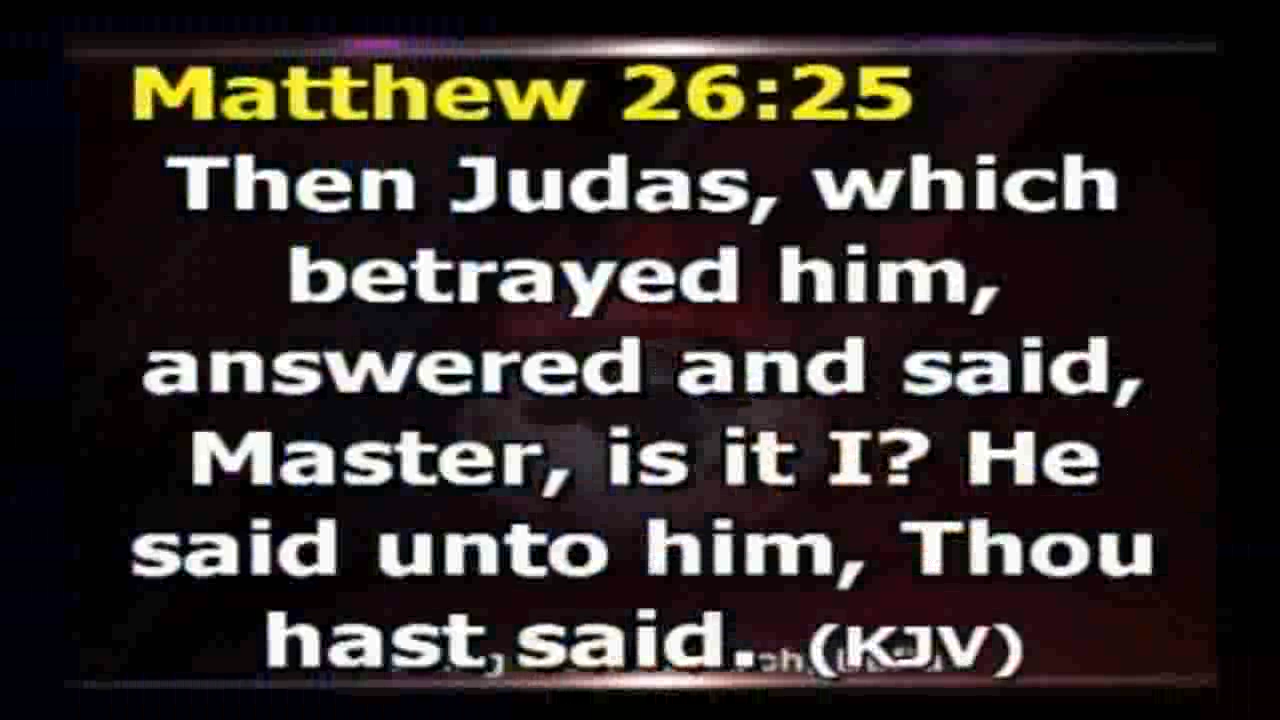 Matthew 26:25
Then Judas, which
betrayed him,
answered and said,
Master, is it I? He
said unto him, Thou
hast said. (KJV)